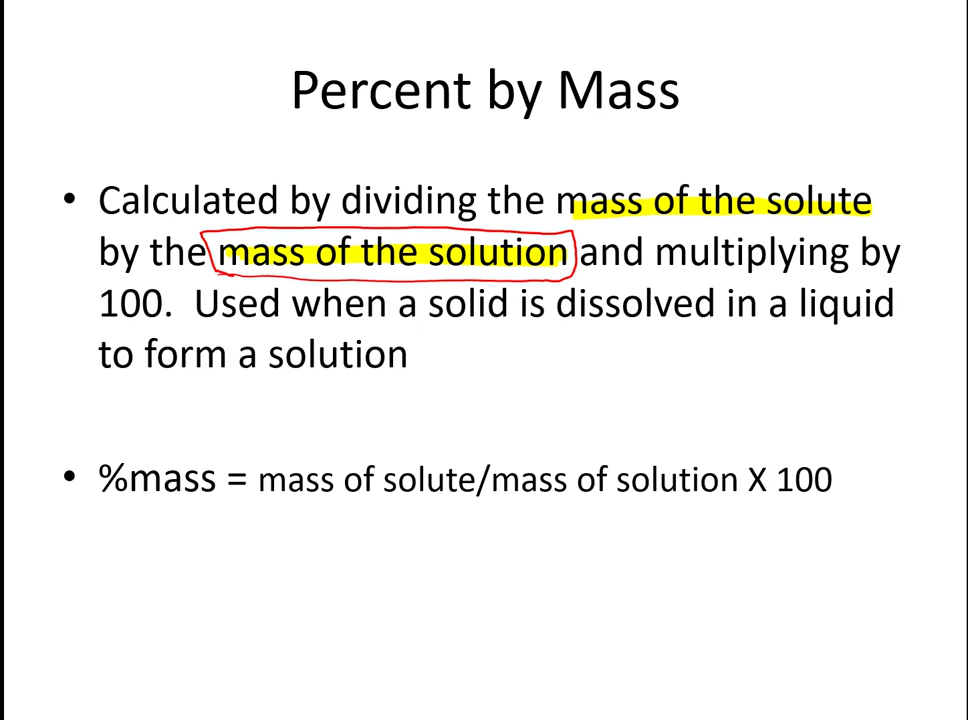 Percent by Mass
• Calculated by dividing the mass of the solute
by the mass of the solution and multiplying by
100.  Used when a solid is dissolved in a liquid
to form a solution
• %mass = mass of solute/mass of solution X 100